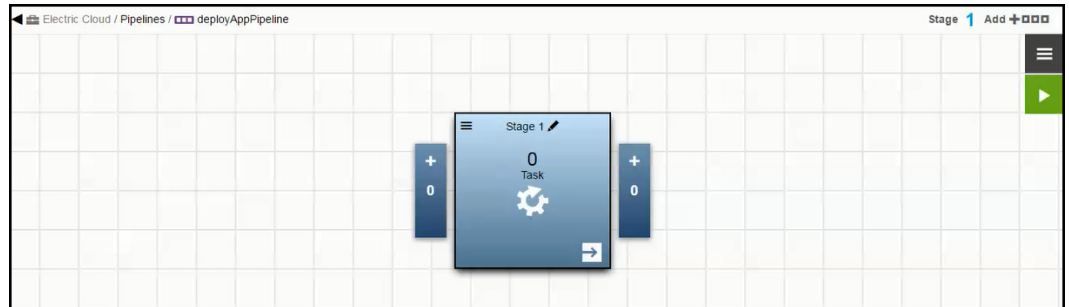 Electric Cloud / Pipelines / deployAppPipeline
Stage 1 Add +
Stage 1
+
0
Task
+
0
0